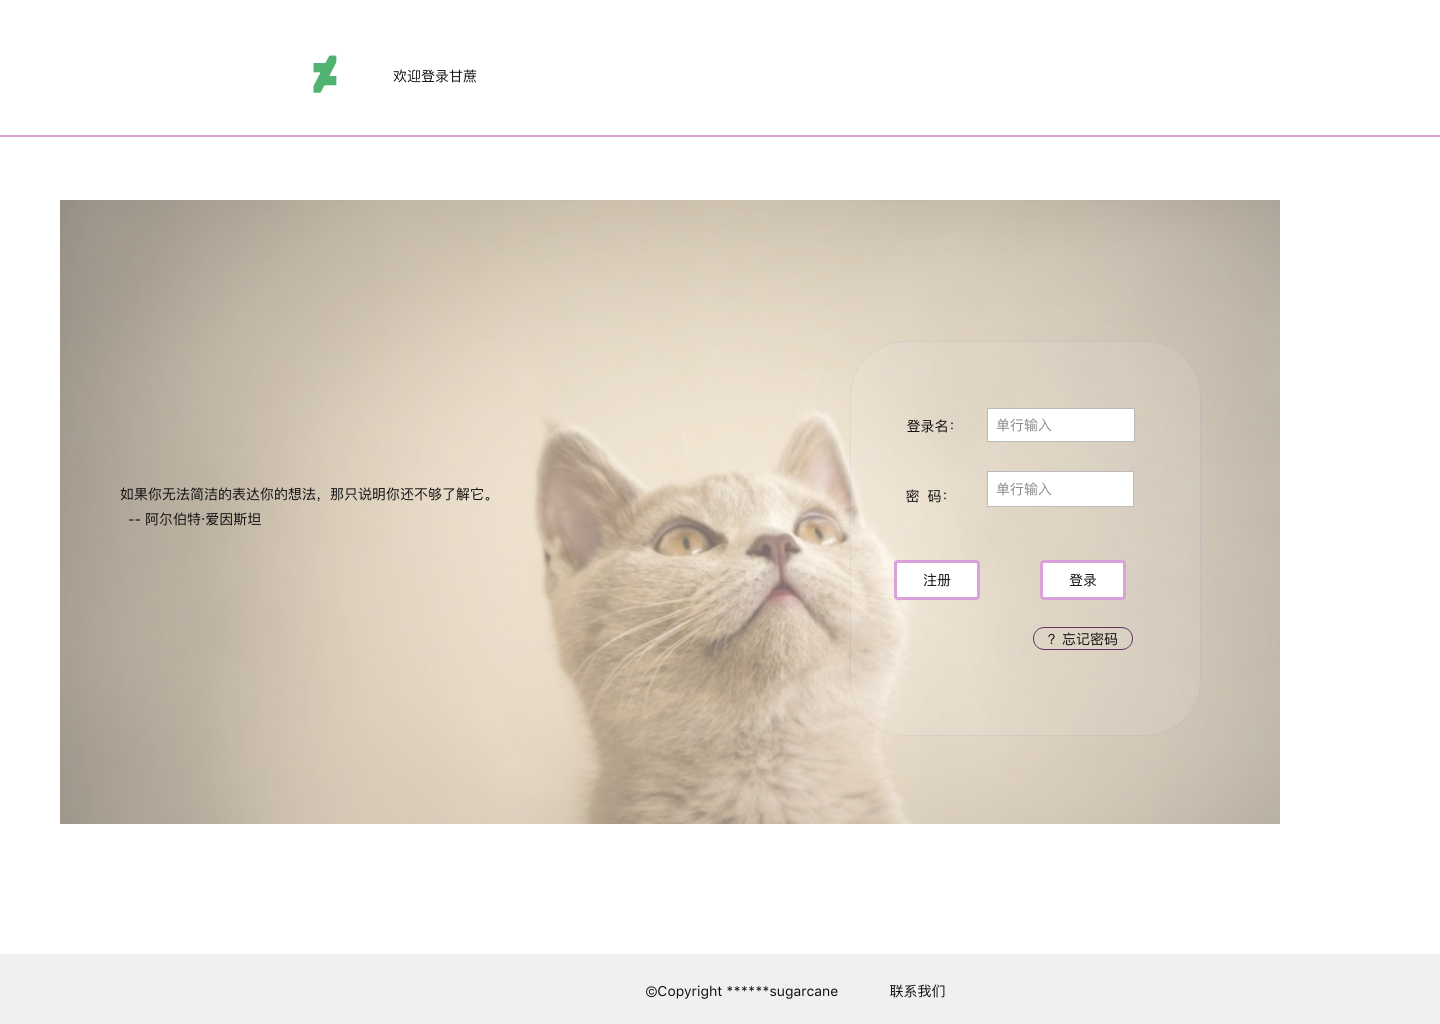 欢迎登录甘蔗
如果你无法简洁的表达你的想法，那只说明你还不够了解它。
-- 阿尔伯特·爱因斯坦
登录名： 单行输入
密 码： 单行输入
注册 登录
? 忘记密码
©Copyright ******sugarcane 联系我们